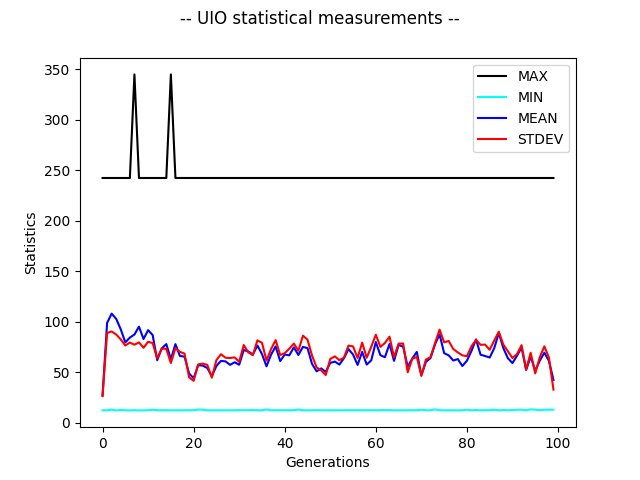 -- UIO statistical measurements --
350
300
250
200
150
100
50
0
Statistics
MAX
MIN
MEAN
STDEV
0 20 40 60 80 100
Generations